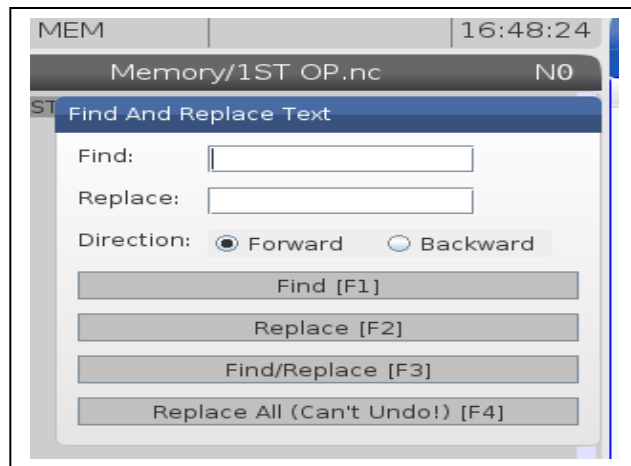 MEM 16:48:24
Memory/1ST OP.nc N0
ST
Find And Replace Text
Find:
Replace:
Direction: Forward Backward
Find [F1]
Replace [F2]
Find/Replace [F3]
Replace All (Can't Undo!) [F4]